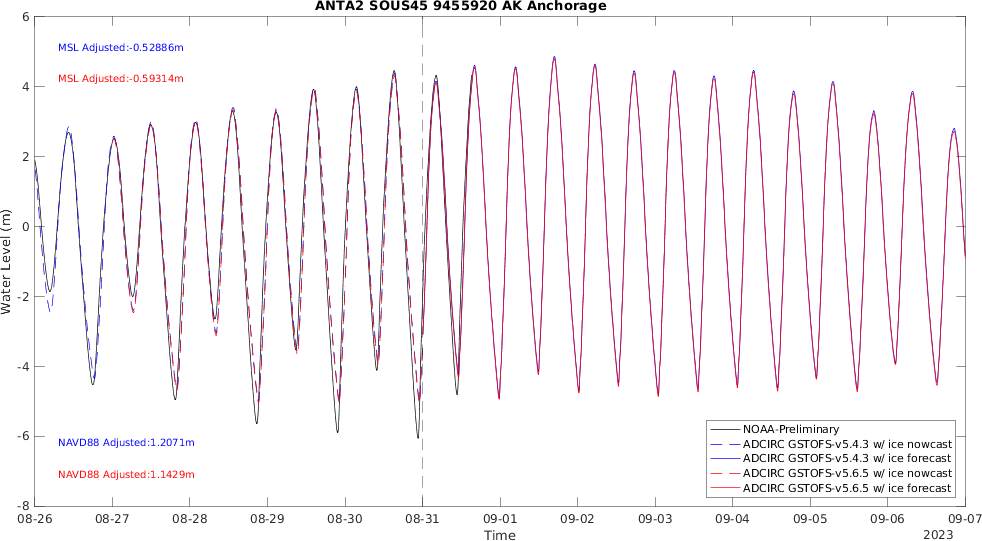 ANTA2 SOUS45 9455920 AK Anchorage
6
4
2
0
-2
-4
-6
-8
Water Level (m)
MSL Adjusted:-0.52886m
MSL Adjusted:-0.59314m
NAVD88 Adjusted:1.2071m
NAVD88 Adjusted:1.1429m
NOAA-Preliminary
ADCIRC GSTOFS-v5.4.3 w/ ice nowcast
ADCIRC GSTOFS-v5.4.3 w/ ice forecast
ADCIRC GSTOFS-v5.6.5 w/ ice nowcast
ADCIRC GSTOFS-v5.6.5 w/ ice forecast
08-26 08-27 08-28 08-29 08-30 08-31 09-01 09-02 09-03 09-04 09-05 09-06 09-07
Time
2023